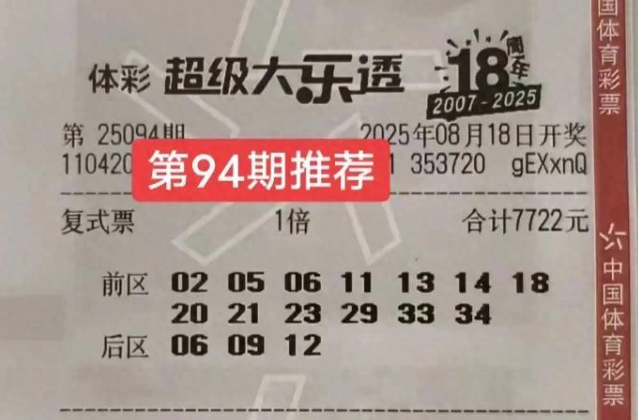 体彩 超级大乐透 18周年
2007-2025
第 25094期 2025年08月18日开奖
110420 1 353720 gEXxnQ
第94期推荐
复式票 1倍 合计7722元
前区 02 05 06 11 13 14 18
20 21 23 29 33 34
后区 06 09 12
国体育彩票
中国体育彩票